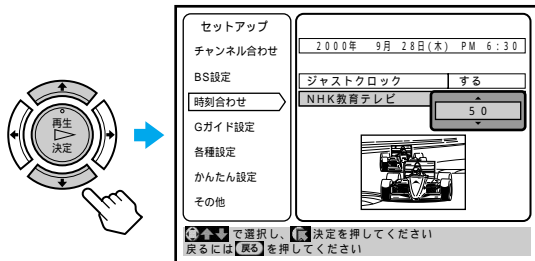 再生
決定
セットアップ
チャンネル合わせ
BS設定
時刻合わせ
Gガイド設定
各種設定
かんたん設定
その他
2000年 9月 28日(木) PM 6:30
ジャストクロック する
NHK教育テレビ 50
で選択し、 決定を押してください
戻るには 戻る を押してください